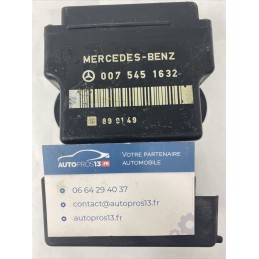 MERCEDES-BENZ
007 545 1632
89 0149
AUTOPROS13.FR
VOTRE PARTENAIRE
AUTOMOBILE
06 64 29 40 37
contact@autopros13.fr
autopros13.fr